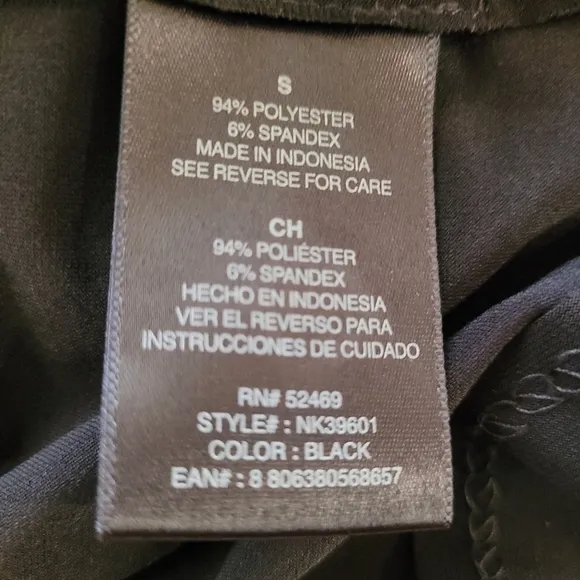 S
94% POLYESTER
6% SPANDEX
MADE IN INDONESIA
SEE REVERSE FOR CARE
CH
94% POLIÉSTER
6% SPANDEX
HECHO EN INDONESIA
VER EL REVERSO PARA
INSTRUCCIONES DE CUIDADO
RN# 52469
STYLE# : NK39601
COLOR : BLACK
EAN# : 8 806380568657